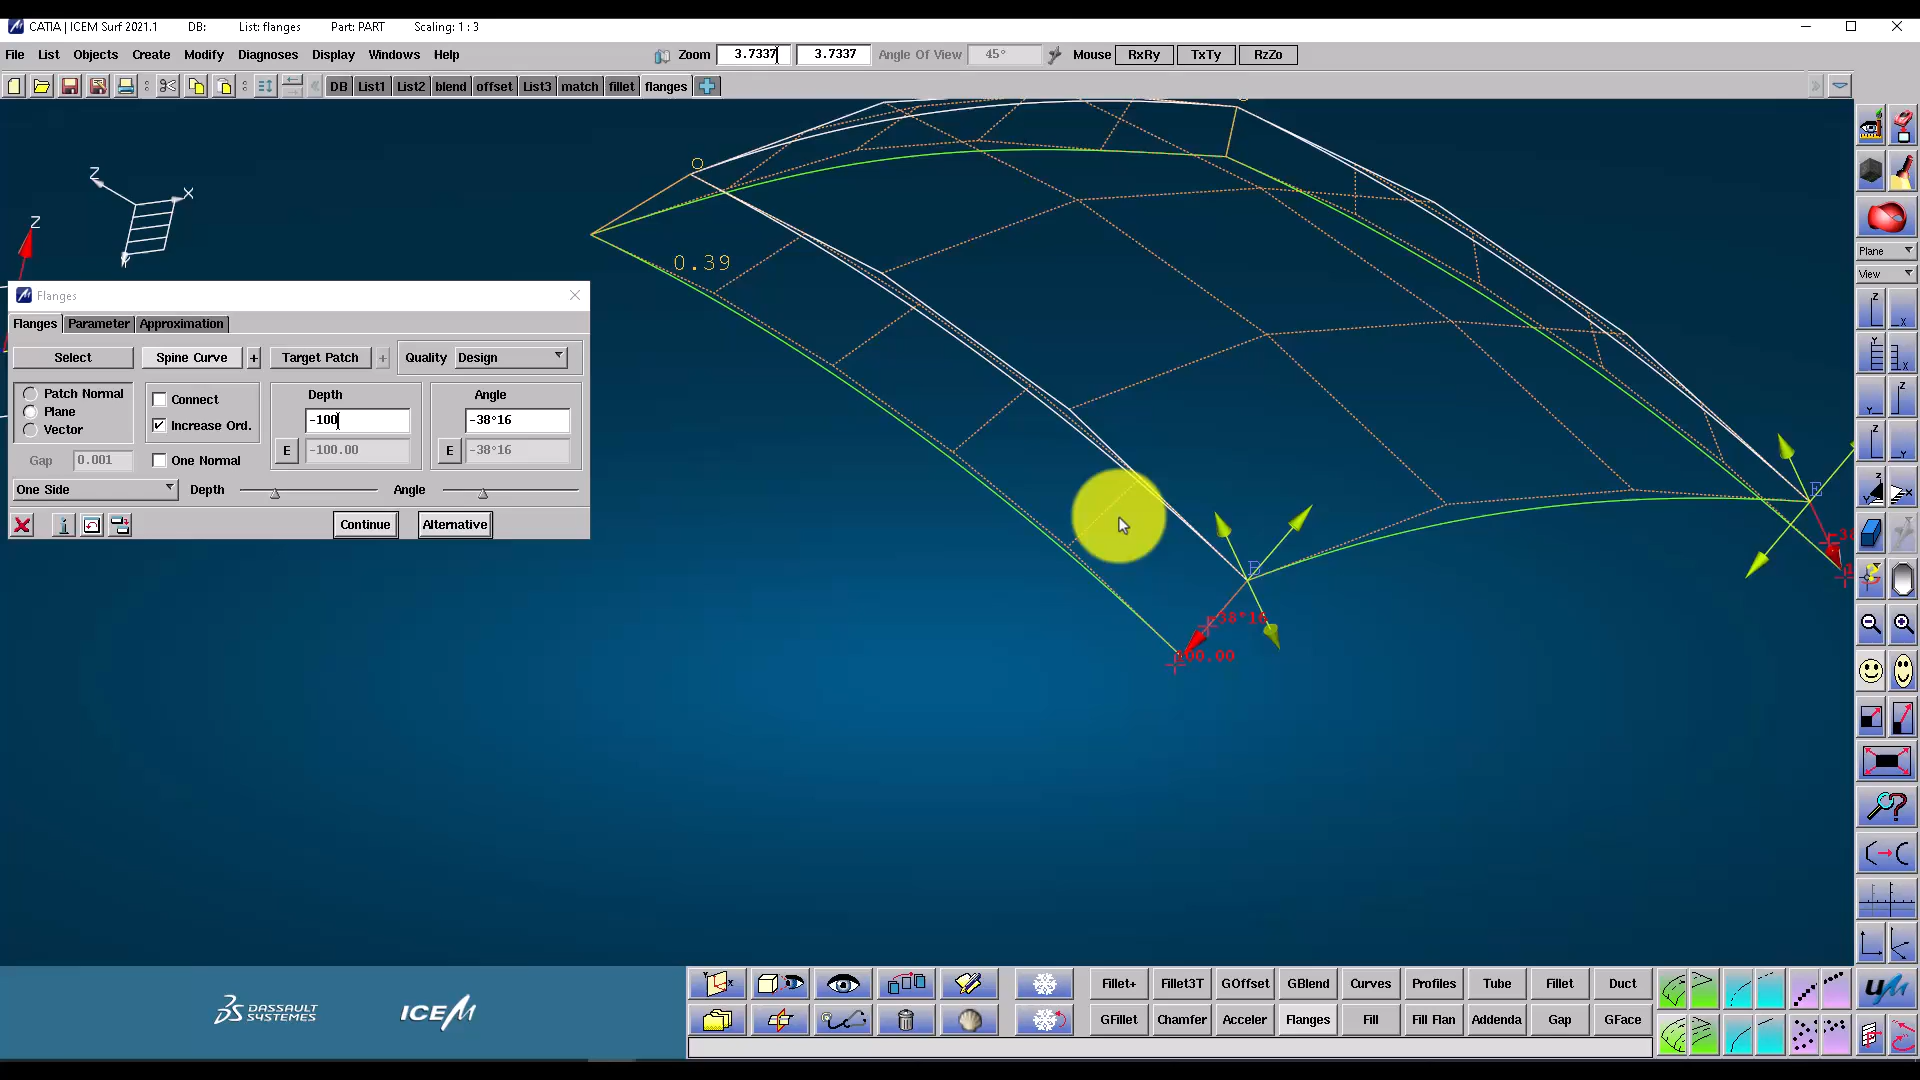 CATIA | ICEM Surf 2021.1 DB: List: flanges Part: PART Scaling: 1 : 3
File List Objects Create Modify Diagnoses Display Windows Help Zoom 3.7337 3.7337 Angle Of View 45° Mouse RxRy TxTy RzZo
DB List1 List2 blend offset List3 match fillet flanges
Z X
Z
0.39
Plane
View
Flanges
Flanges Parameter Approximation
Select Spine Curve + Target Patch + Quality Design
Patch Normal Connect Depth Angle
Plane -100 -38°16
Vector Increase Ord.
Gap 0.001 One Normal E -100.00 E -38°16
One Side Depth Angle
Continue Alternative
B E
-38°16
100.00
DASSAULT SYSTEMES ICEM
Fillet+ Fillet3T GOffset GBlend Curves Profiles Tube Fillet Duct
GFillet Chamfer Acceler Flanges Fill Fill Flan Addenda Gap GFace